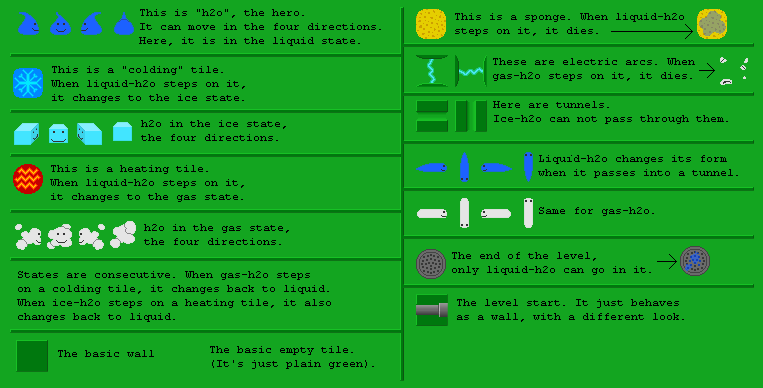 This is "h2o", the hero.
It can move in the four directions.
Here, it is in the liquid state.
This is a "colding" tile.
When liquid-h2o steps on it,
it changes to the ice state.
h2o in the ice state,
the four directions.
This is a heating tile.
When liquid-h2o steps on it,
it changes to the gas state.
h2o in the gas state,
the four directions.
States are consecutive. When gas-h2o steps
on a colding tile, it changes back to liquid.
When ice-h2o steps on a heating tile, it also
changes back to liquid.
The basic wall
The basic empty tile.
(It's just plain green).
This is a sponge. When liquid-h2o
steps on it, it dies.
These are electric arcs. When
gas-h2o steps on it, it dies.
Here are tunnels.
Ice-h2o can not pass through them.
Liquid-h2o changes its form
when it passes into a tunnel.
Same for gas-h2o.
The end of the level,
only liquid-h2o can go in it.
The level start. It just behaves
as a wall, with a different look.